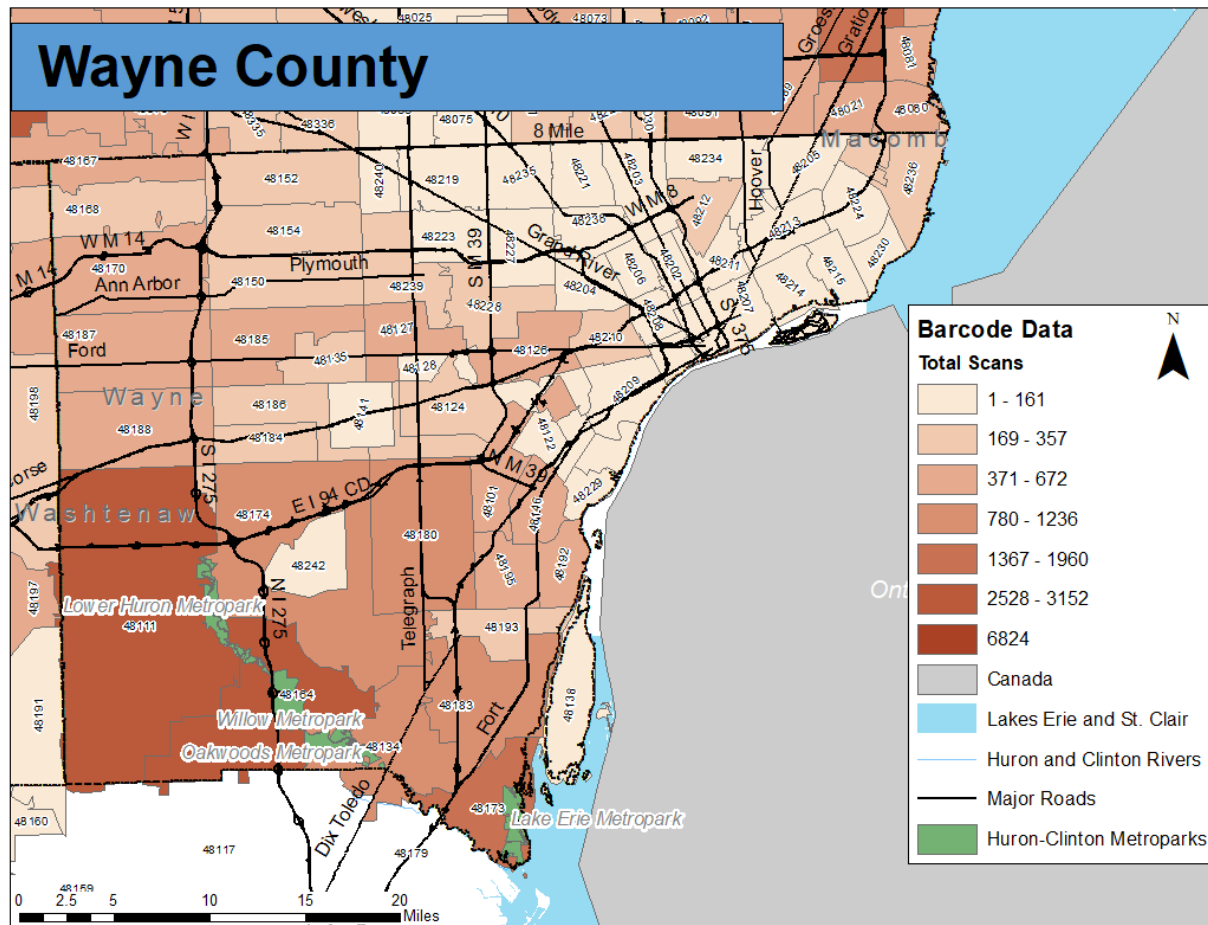 Wayne County
48025
48073
Groes
Gratio
48081
48336
48075
8 Mile
48021
48080
Macomb
48167
48152
48240
48219
48235
48221
48203
48234
Hoover
48205
48236
48168
48154
48238
W M 8
48212
48224
48213
W M 14
48223
S M 39
48227
Grand River
48206
48202
48211
48230
M 14
48170
Plymouth
Ann Arbor
48150
48239
48204
48207
48214
48215
48228
48208
S I 375
48187
Ford
48185
48127
48135
48126
48210
48128
48198
Wayne
48186
48141
48124
48209
48188
48184
48122
orse
S I 275
N M 39
Washtenaw
48174
E I 94 CD
48229
48101
48146
48180
48242
48192
48195
48197
Lower Huron Metropark
48111
N I 275
Telegraph
48193
48191
48164
Willow Metropark
48183
Fort
48138
Oakwoods Metropark
48134
Dix Toledo
48173
Lake Erie Metropark
48160
48117
48179
48159
0 2.5 5 10 15 20
Miles
Ont
Barcode Data
N
Total Scans
1 - 161
169 - 357
371 - 672
780 - 1236
1367 - 1960
2528 - 3152
6824
Canada
Lakes Erie and St. Clair
Huron and Clinton Rivers
Major Roads
Huron-Clinton Metroparks